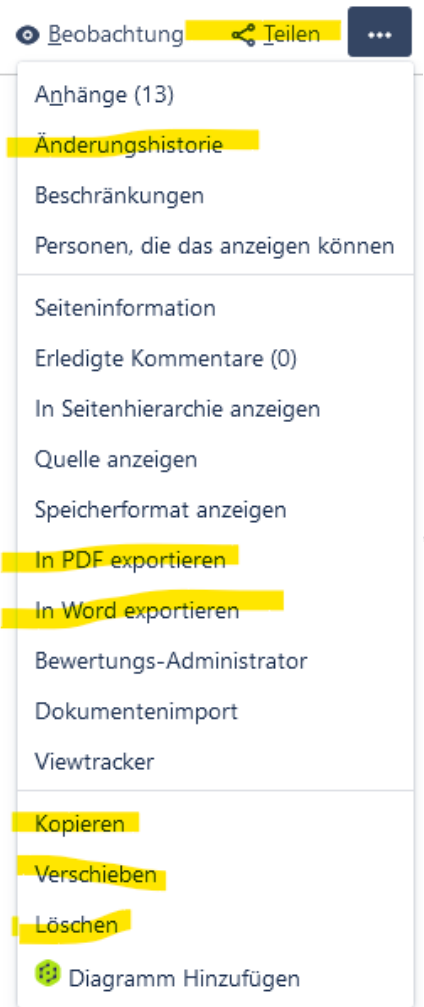 Beobachtung Teilen
Anhänge (13)
Änderungshistorie
Beschränkungen
Personen, die das anzeigen können
Seiteninformation
Erledigte Kommentare (0)
In Seitenhierarchie anzeigen
Quelle anzeigen
Speicherformat anzeigen
In PDF exportieren
In Word exportieren
Bewertungs-Administrator
Dokumentenimport
Viewtracker
Kopieren
Verschieben
Löschen
Diagramm Hinzufügen